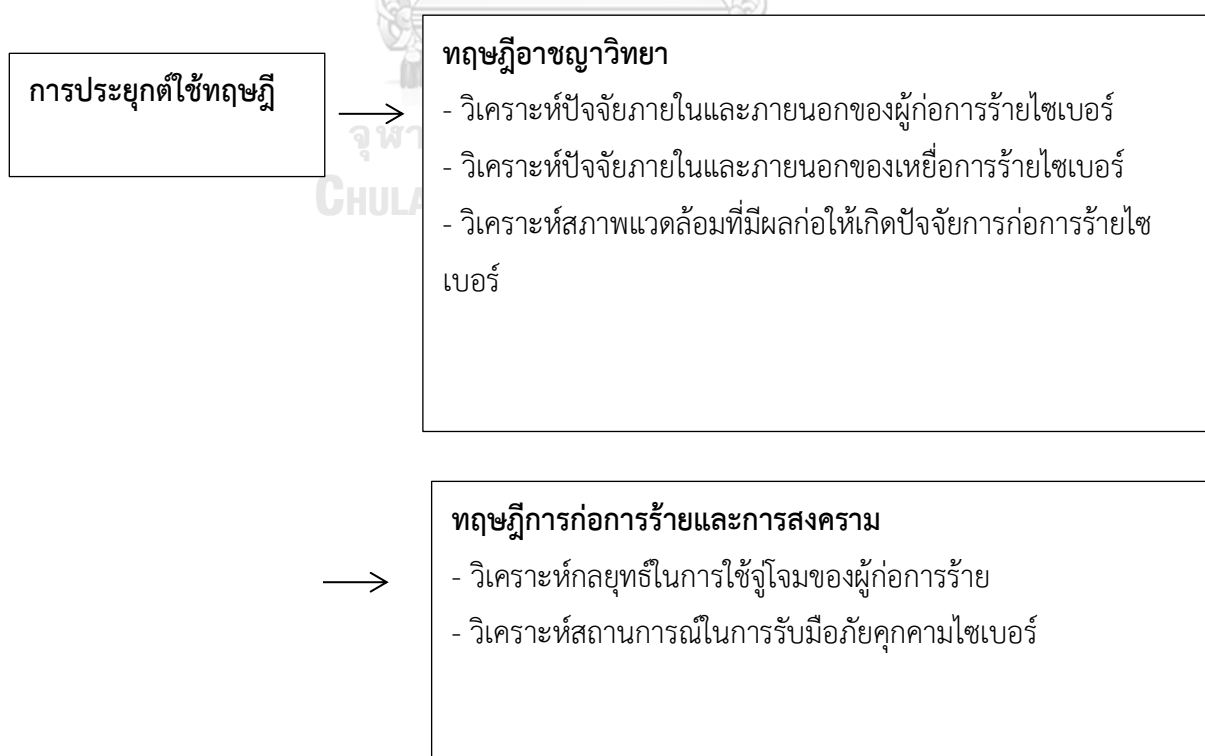 การประยุกต์ใช้ทฤษฎี
ทฤษฎีอาชญาวิทยา
- วิเคราะห์ปัจจัยภายในและภายนอกของผู้ก่อการร้ายไซเบอร์
- วิเคราะห์ปัจจัยภายในและภายนอกของเหยื่อการร้ายไซเบอร์
- วิเคราะห์สภาพแวดล้อมที่มีผลก่อให้เกิดปัจจัยการก่อการร้ายไซ
เบอร์
จุฬา
CHULA
ทฤษฎีการก่อการร้ายและการสงคราม
- วิเคราะห์กลยุทธ์ในการใช้จู่โจมของผู้ก่อการร้าย
- วิเคราะห์สถานการณ์ในการรับมือภัยคุกคามไซเบอร์